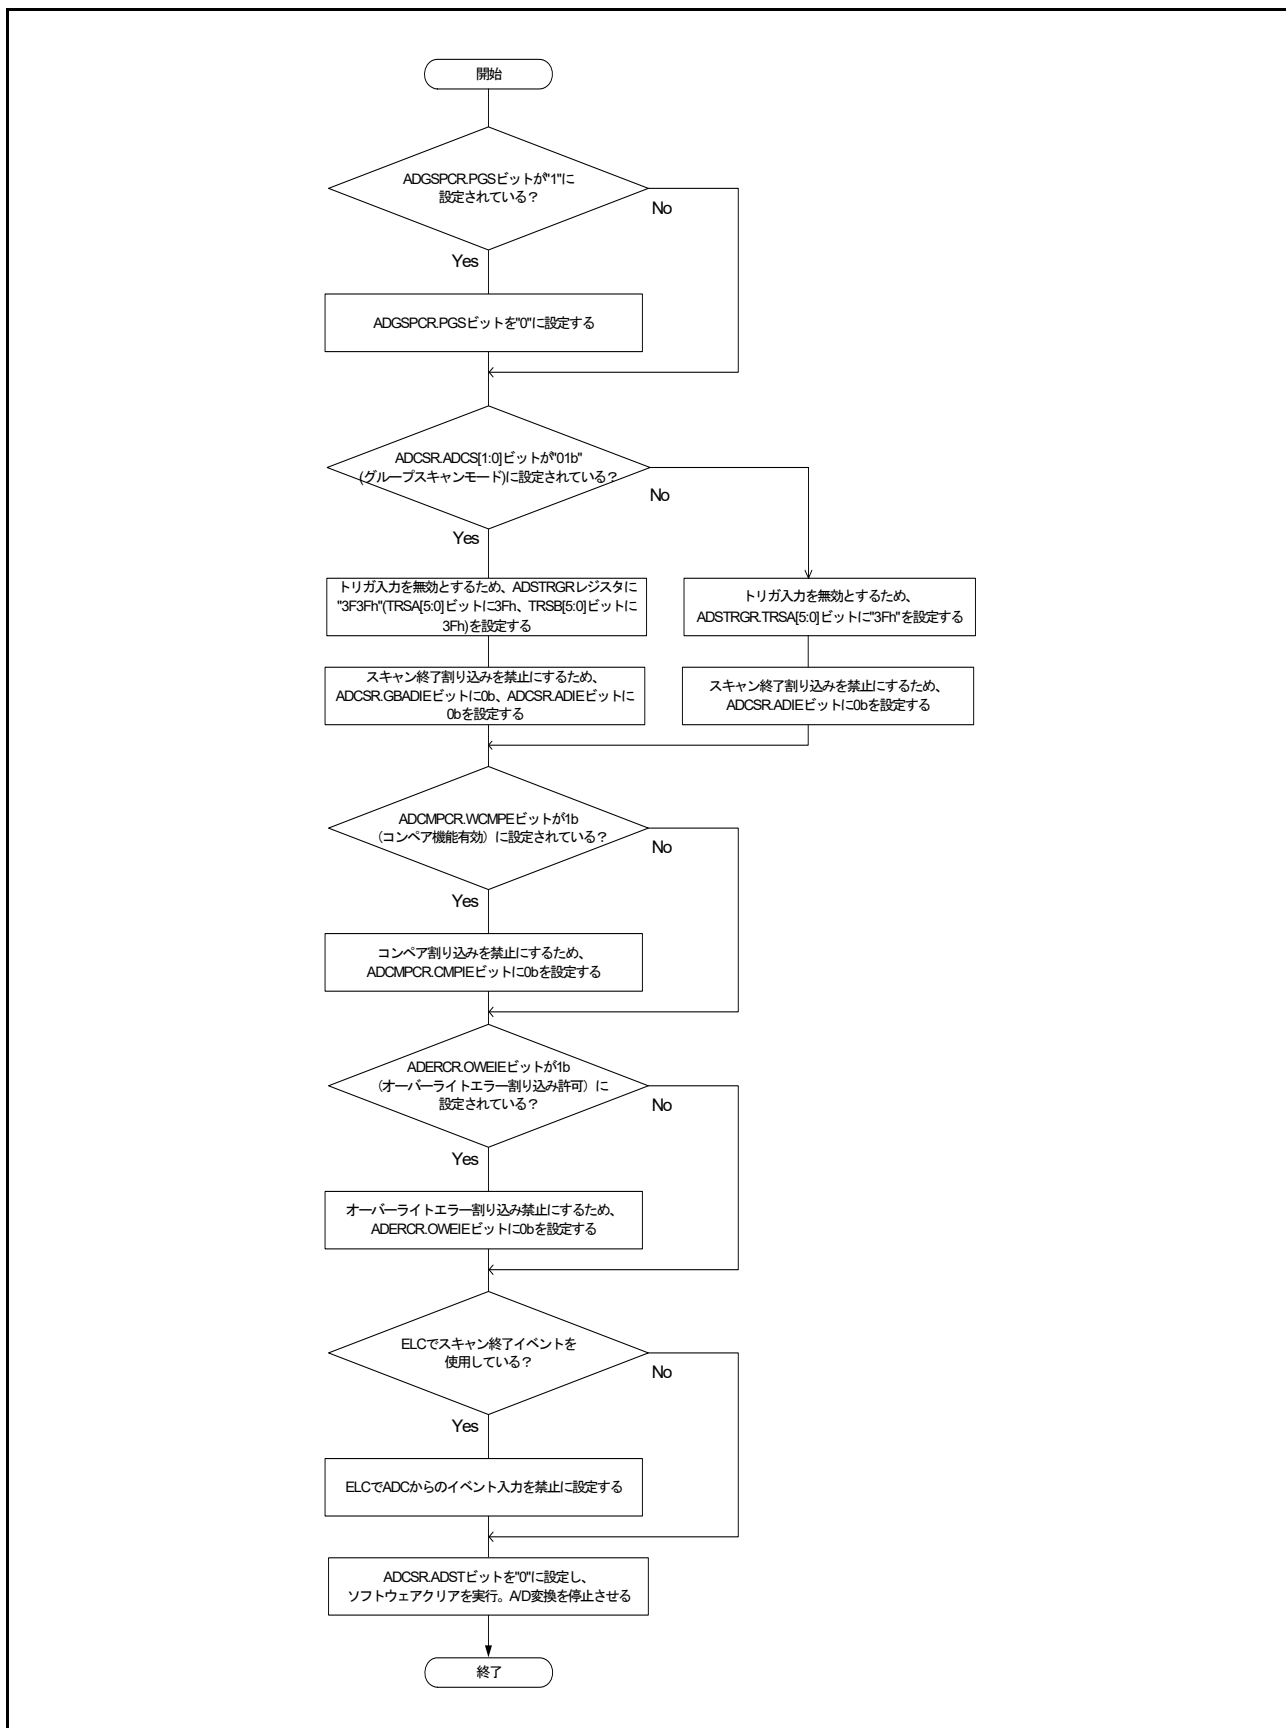 開始
ADGSPCR.PGSビットが"1"に
設定されている？
No
Yes
ADGSPCR.PGSビットを"0"に設定する
ADCSR.ADCS[1:0]ビットが"01b"
(グループスキャンモード)に設定されている？
No
Yes
トリガ入力を無効とするため、ADSTRGRレジスタに
"3F3Fh"(TRSA[5:0]ビットに3Fh、TRSB[5:0]ビットに
3Fh)を設定する
トリガ入力を無効とするため、
ADSTRGR.TRSA[5:0]ビットに"3Fh"を設定する
スキャン終了割り込みを禁止にするため、
ADCSR.GBADIEビットに0b、ADCSR.ADIEビットに
0bを設定する
スキャン終了割り込みを禁止にするため、
ADCSR.ADIEビットに0bを設定する
ADCMPCR.WCMPEビットが1b
（コンペア機能有効）に設定されている？
No
Yes
コンペア割り込みを禁止にするため、
ADCMPCR.CMPIEビットに0bを設定する
ADERCR.OWEIEビットが1b
（オーバーライトエラー割り込み許可）に
設定されている？
No
Yes
オーバーライトエラー割り込み禁止にするため、
ADERCR.OWEIEビットに0bを設定する
ELCでスキャン終了イベントを
使用している？
No
Yes
ELCでADCからのイベント入力を禁止に設定する
ADCSR.ADSTビットを"0"に設定し、
ソフトウェアクリアを実行。A/D変換を停止させる
終了